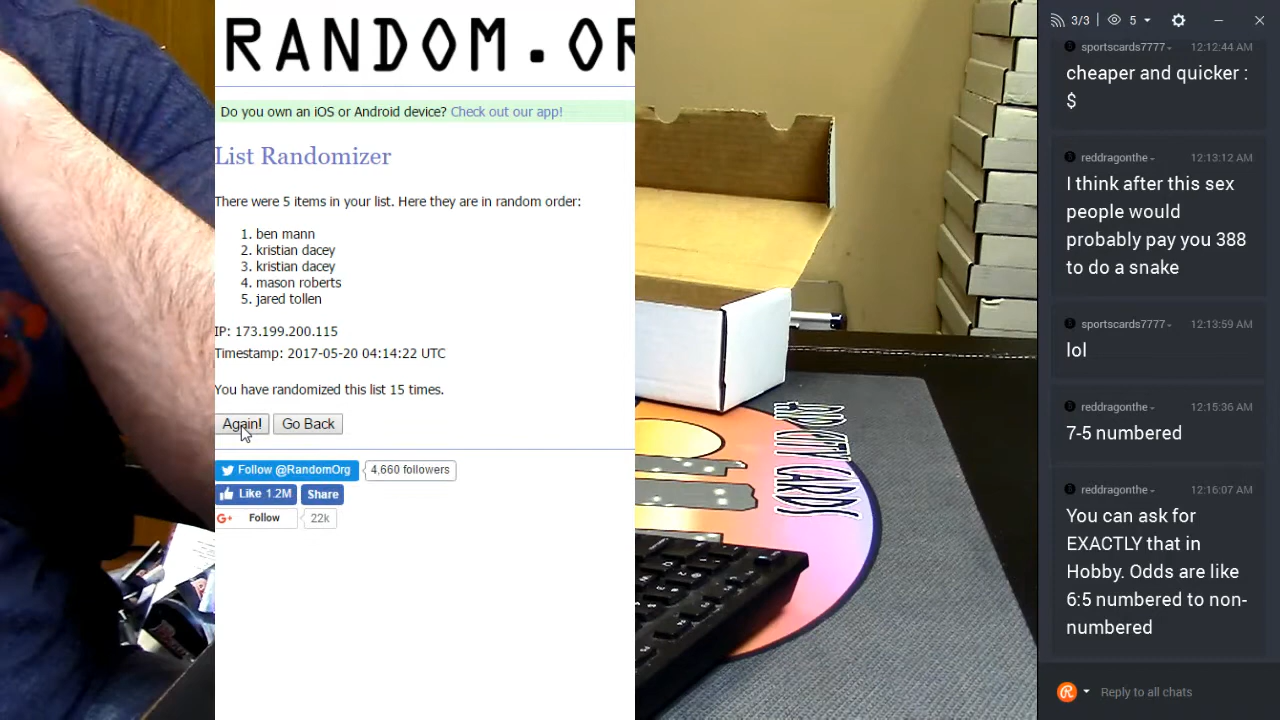 RANDOM.OR
Do you own an iOS or Android device? Check out our app!
List Randomizer
There were 5 items in your list. Here they are in random order:
1. ben mann
2. kristian dacey
3. kristian dacey
4. mason roberts
5. jared tollen
IP: 173.199.200.115
Timestamp: 2017-05-20 04:14:22 UTC
You have randomized this list 15 times.
Again! Go Back
Follow @RandomOrg 4,660 followers
Like 1.2M Share
G+ Follow 22k
CITY CARDS
3/3 5
sportscards7777 12:12:44 AM
cheaper and quicker :
$
reddragonthe 12:13:12 AM
I think after this sex
people would
probably pay you 388
to do a snake
sportscards7777 12:13:59 AM
lol
reddragonthe 12:15:36 AM
7-5 numbered
reddragonthe 12:16:07 AM
You can ask for
EXACTLY that in
Hobby. Odds are like
6:5 numbered to non-
numbered
Reply to all chats